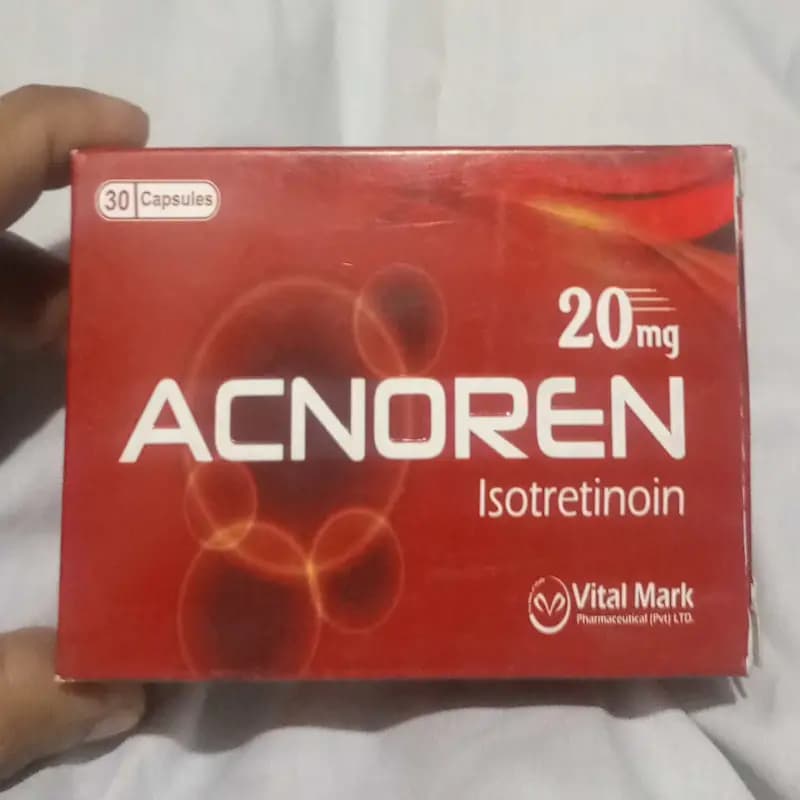 30 Capsules
20mg
ACNOREN
Isotretinoin
Vital Mark
Pharmaceutical (Pvt) LTD.